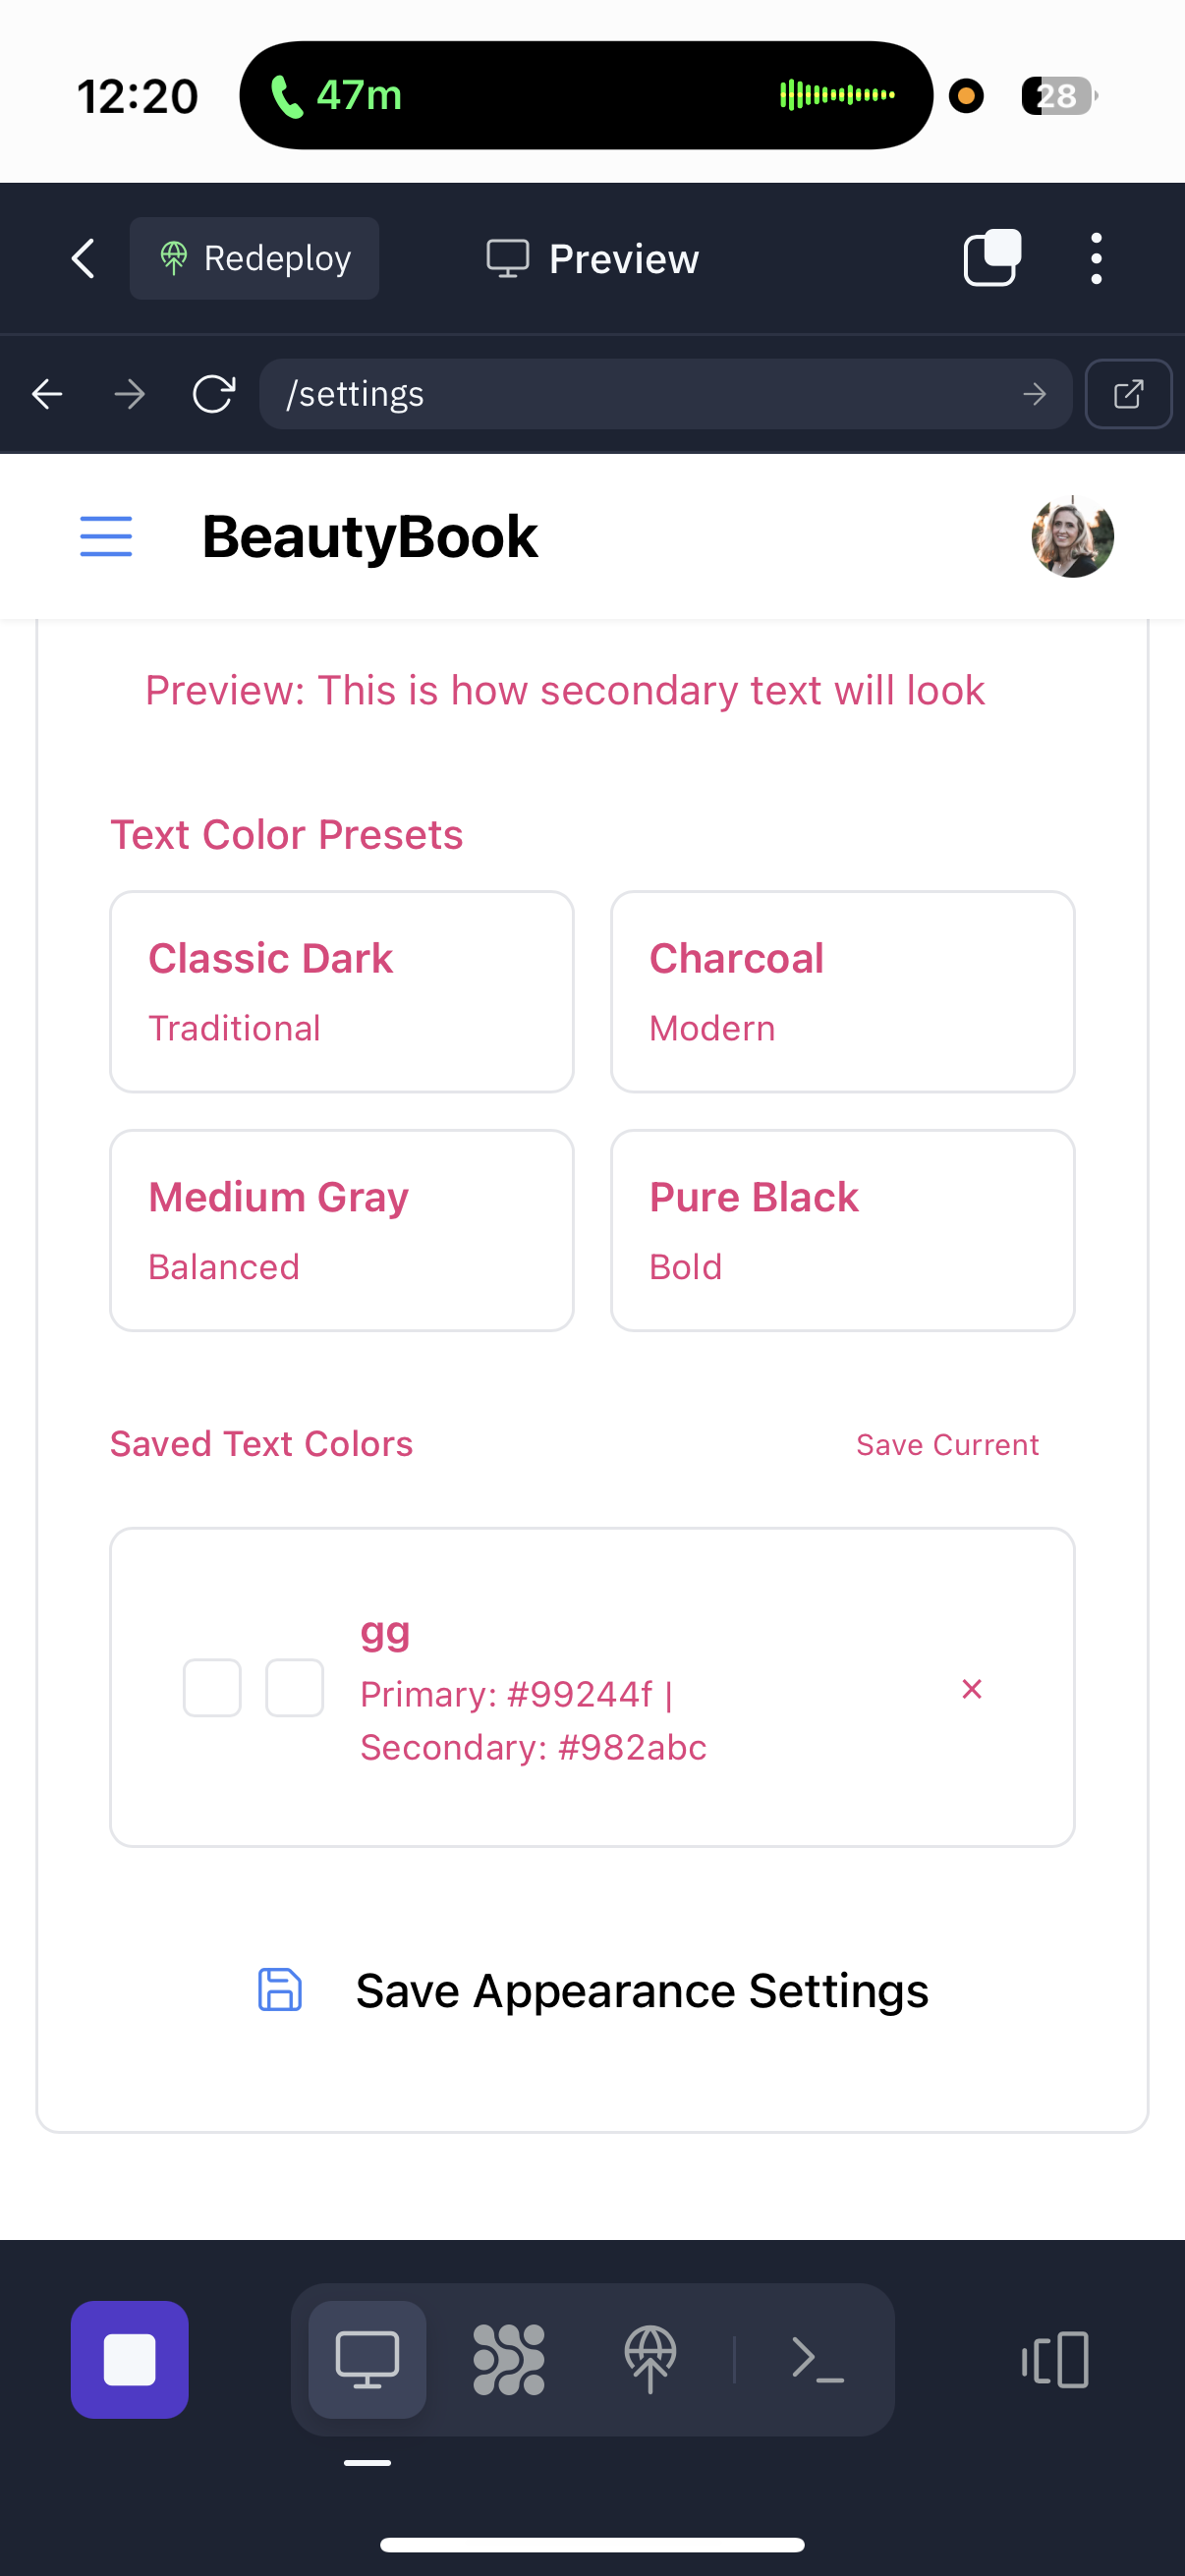 12:20
47m
28
Redeploy
Preview
/settings
BeautyBook
Preview: This is how secondary text will look
Text Color Presets
Classic Dark
Traditional
Charcoal
Modern
Medium Gray
Balanced
Pure Black
Bold
Saved Text Colors
Save Current
gg
Primary: #99244f |
Secondary: #982abc
×
Save Appearance Settings